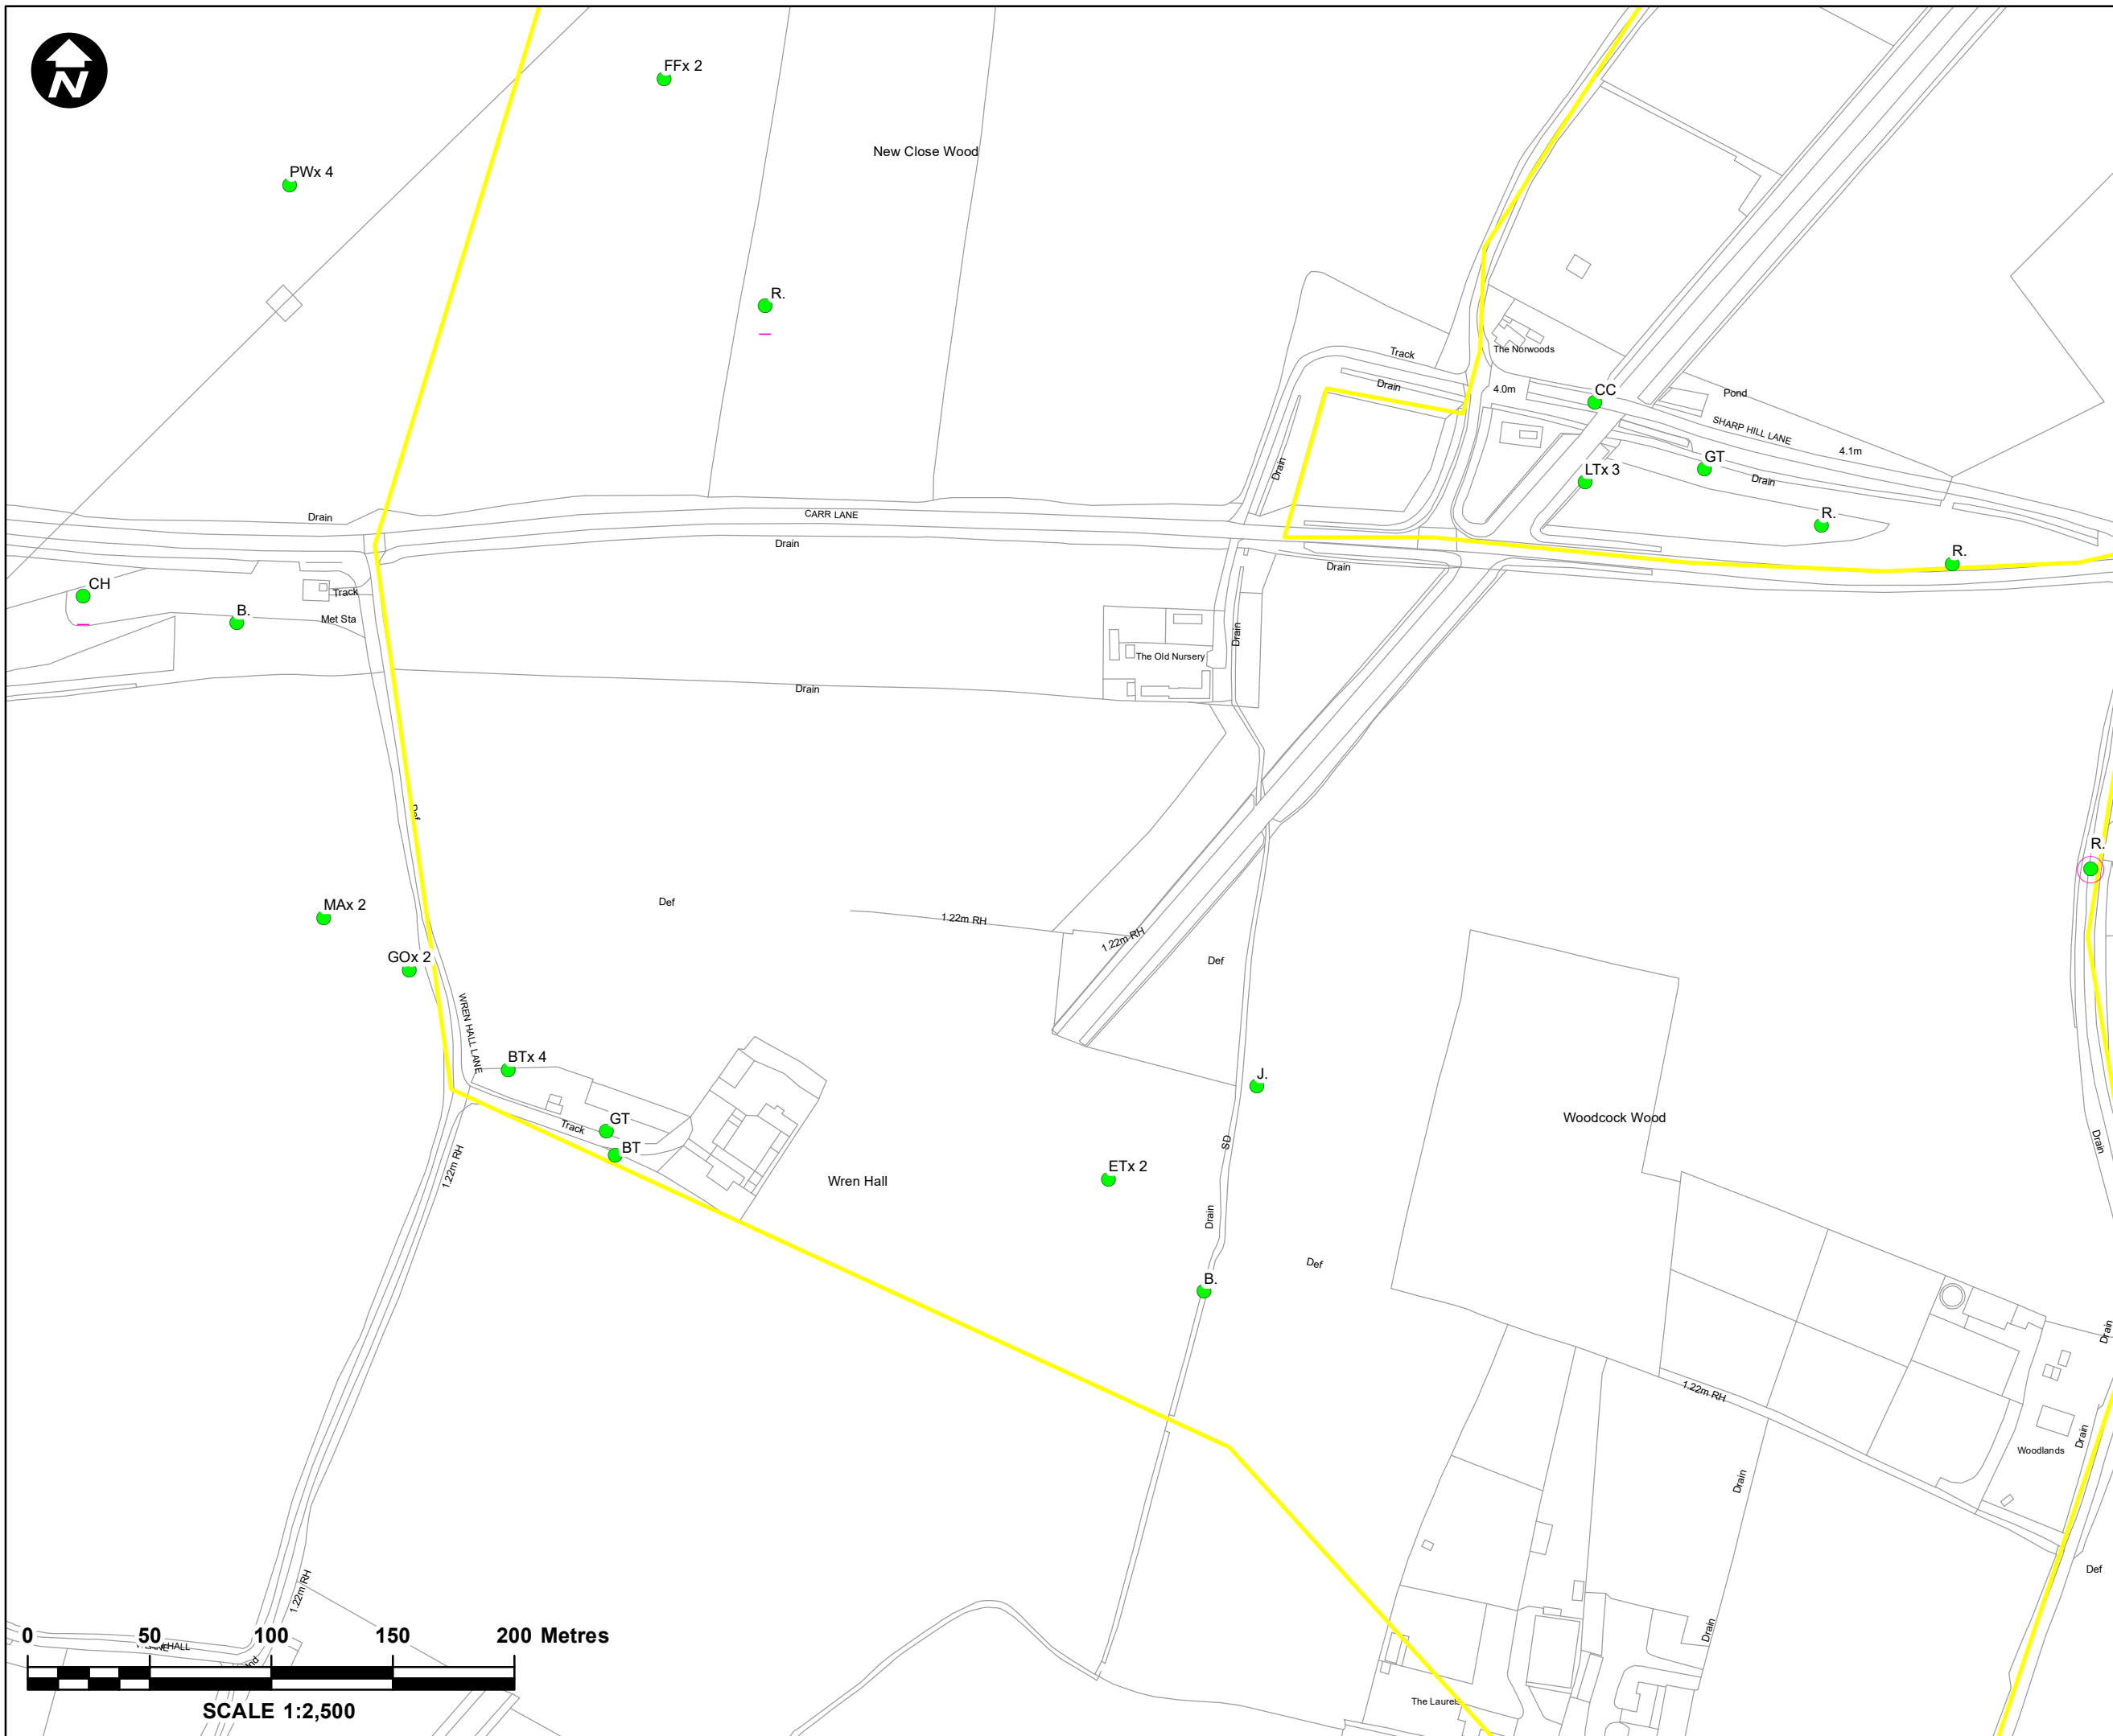 N
FFx 2
PWx 4
New Close Wood
R.
Track
The Norwoods
Drain
4.0m
CC
Pond
SHARP HILL LANE
4.1m
Drain
LTx 3
GT
Drain
R.
Drain
CARR LANE
Drain
Drain
R.
CH
Track
B.
Met Sta
Drain
The Old Nursery
Drain
Def
R.
MAx 2
Def
1.22m RH
1.22m RH
Def
GOx 2
WREN HALL LANE
BTx 4
J.
GT
Track
BT
Woodcock Wood
SD
Drain
1.22m RH
ETx 2
Wren Hall
Drain
Def
B.
Drain
1.22m RH
Drain
Woodlands
Drain
Def
1.22m RH
Drain
0 50 100 150 200 Metres
HALL
SCALE 1:2,500
The Laurels